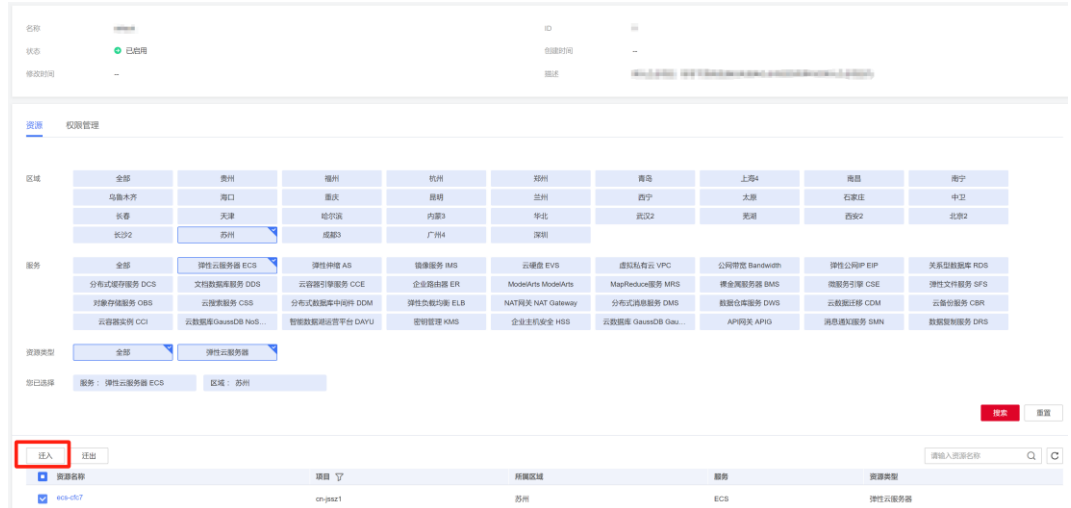 名称 ID
状态 已启用 创建时间 --
修改时间 -- 描述
资源 权限管理
区域 全部 贵州 福州 杭州 郑州 青岛 上海4 南昌 南宁
乌鲁木齐 海口 重庆 昆明 兰州 西宁 太原 石家庄 中卫
长春 天津 哈尔滨 内蒙3 华北 武汉2 芜湖 西安2 北京2
长沙2 苏州 成都3 广州4 深圳
服务 全部 弹性云服务器 ECS 弹性伸缩 AS 镜像服务 IMS 云硬盘 EVS 虚拟私有云 VPC 公网带宽 Bandwidth 弹性公网IP EIP 关系型数据库 RDS
分布式缓存服务 DCS 文档数据库服务 DDS 云容器引擎服务 CCE 企业路由器 ER ModelArts ModelArts MapReduce服务 MRS 裸金属服务器 BMS 微服务引擎 CSE 弹性文件服务 SFS
对象存储服务 OBS 云搜索服务 CSS 分布式数据库中间件 DDM 弹性负载均衡 ELB NAT网关 NAT Gateway 分布式消息服务 DMS 数据仓库服务 DWS 云数据迁移 CDM 云备份服务 CBR
云容器实例 CCI 云数据库GaussDB NoS... 智能数据湖运营平台 DAYU 密钥管理 KMS 企业主机安全 HSS 云数据库 GaussDB Gau... API网关 APIG 消息通知服务 SMN 数据复制服务 DRS
资源类型 全部 弹性云服务器
您已选择 服务： 弹性云服务器 ECS 区域： 苏州
搜索 重置
迁入 迁出 请输入资源名称
资源名称 项目 所属区域 服务 资源类型
ecs-cfc7 cn-jssz1 苏州 ECS 弹性云服务器